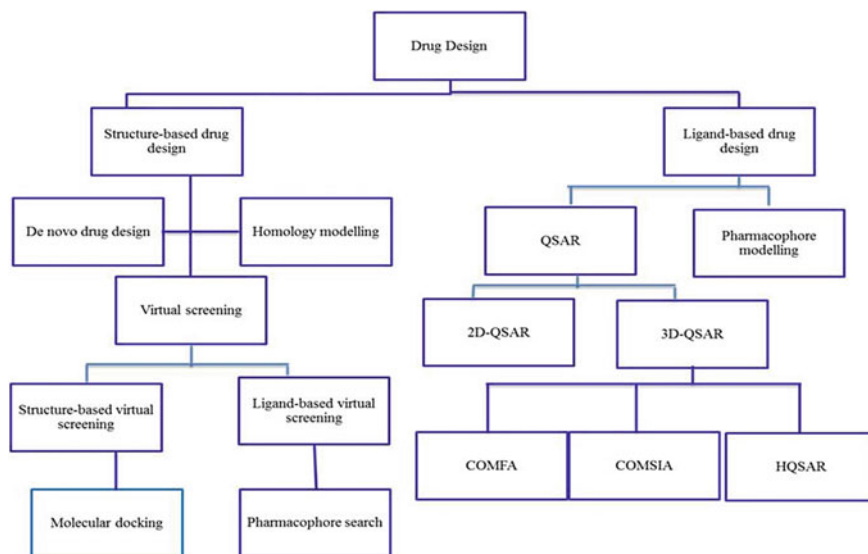 Drug Design
Structure-based drug
design
Ligand-based drug
design
De novo drug design
Homology modelling
QSAR
Pharmacophore
modelling
Virtual screening
2D-QSAR
3D-QSAR
Structure-based virtual
screening
Ligand-based virtual
screening
COMFA
COMSIA
HQSAR
Molecular docking
Pharmacophore search